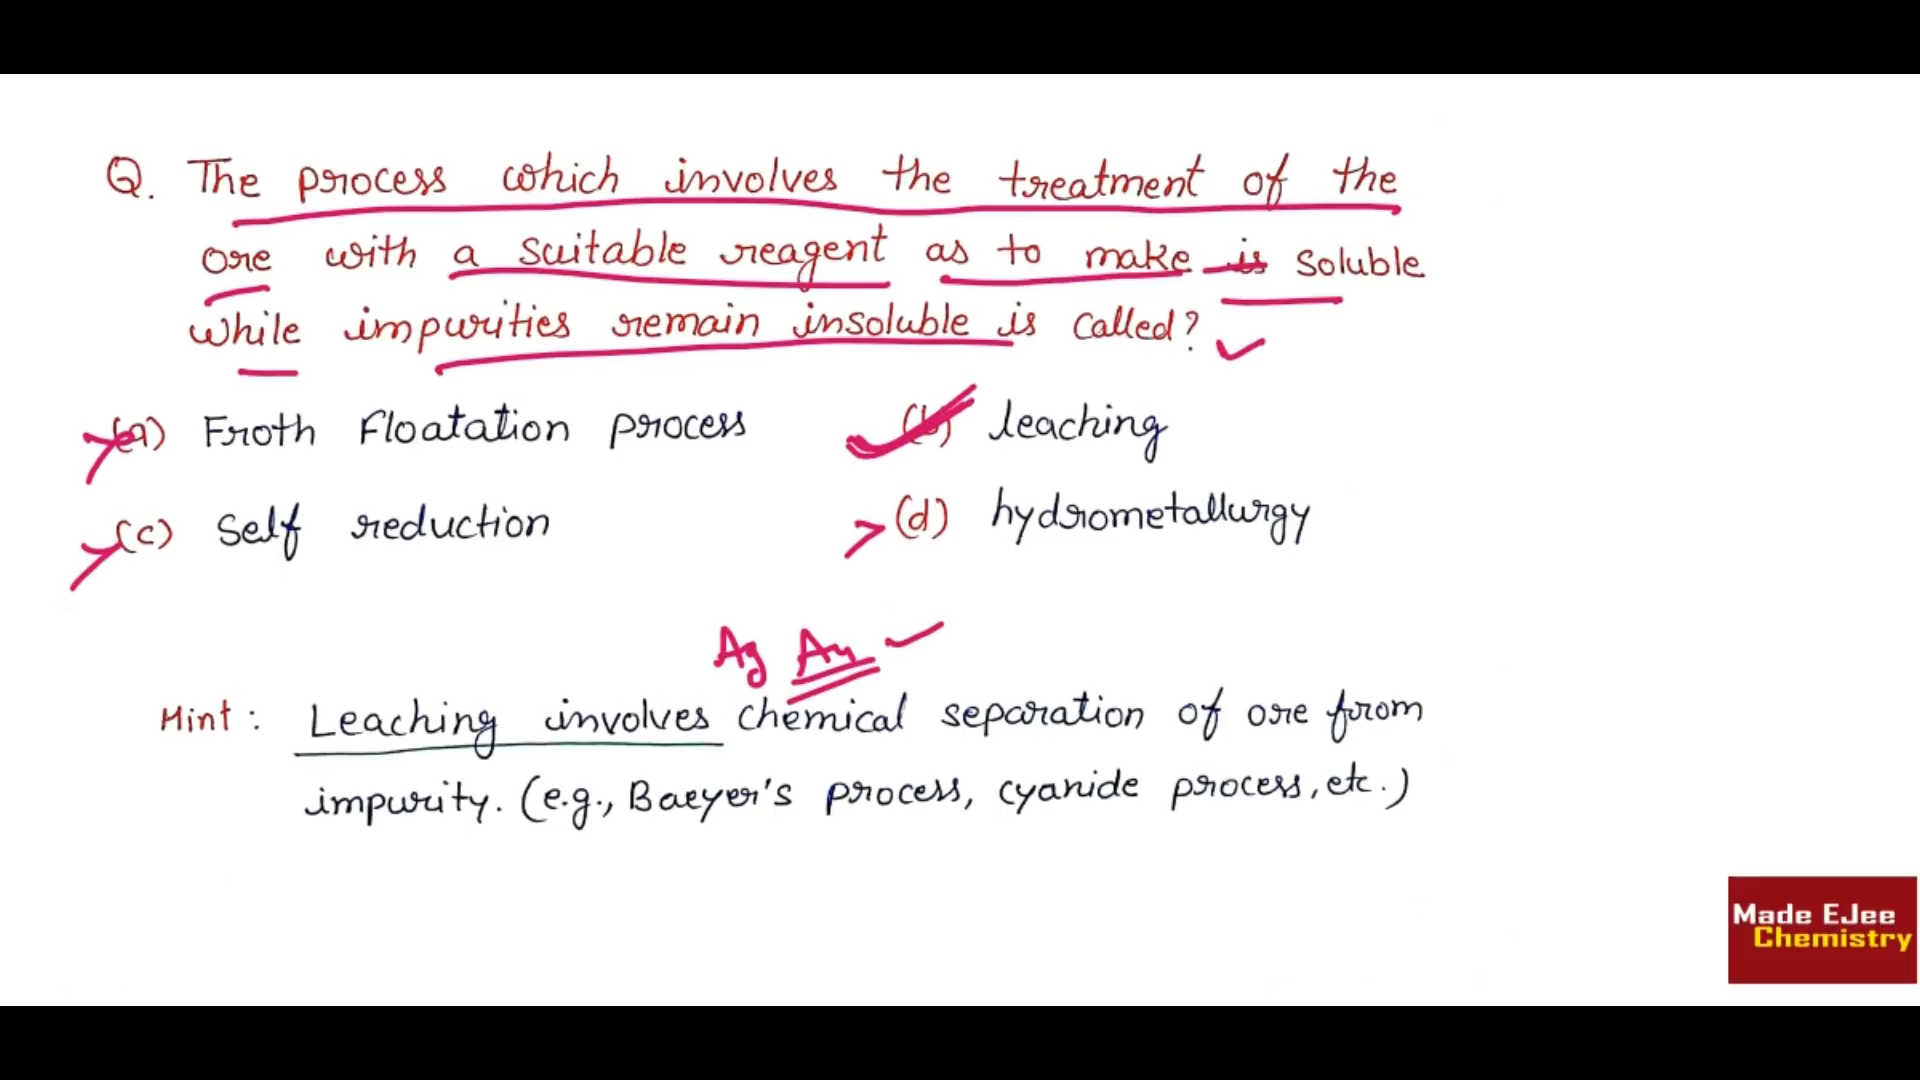 Q. The process which involves the treatment of the
ore with a suitable reagent as to make is soluble
while impurities remain insoluble is called?
(a) Froth Floatation process
(b) leaching
(c) Self reduction
(d) hydrometallurgy
Ag Au
Hint: Leaching involves chemical separation of ore from
impurity. (e.g., Baeyer's process, cyanide process, etc.)
Made EJee
Chemistry